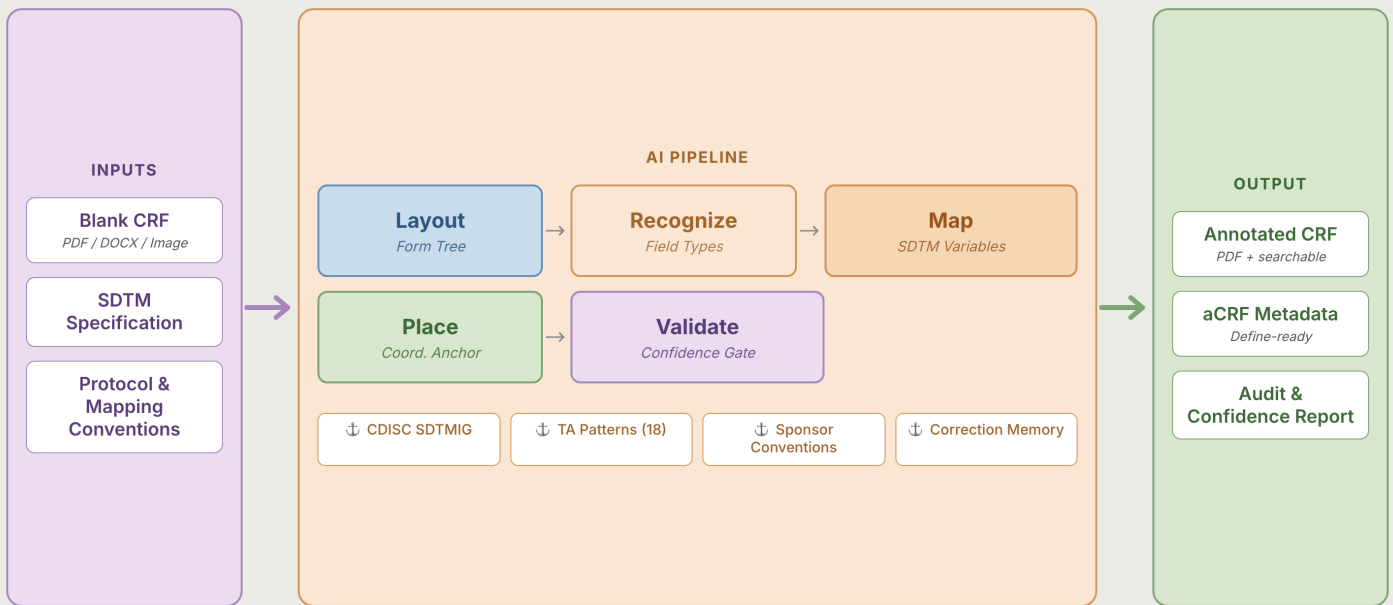 INPUTS
Blank CRF
PDF / DOCX / Image
SDTM
Specification
Protocol &
Mapping
Conventions
AI PIPELINE
Layout
Form Tree
→
Recognize
Field Types
→
Map
SDTM Variables
Place
Coord. Anchor
→
Validate
Confidence Gate
⚓ CDISC SDTMIG
⚓ TA Patterns (18)
⚓ Sponsor
Conventions
⚓ Correction Memory
OUTPUT
Annotated CRF
PDF + searchable
aCRF Metadata
Define-ready
Audit &
Confidence Report